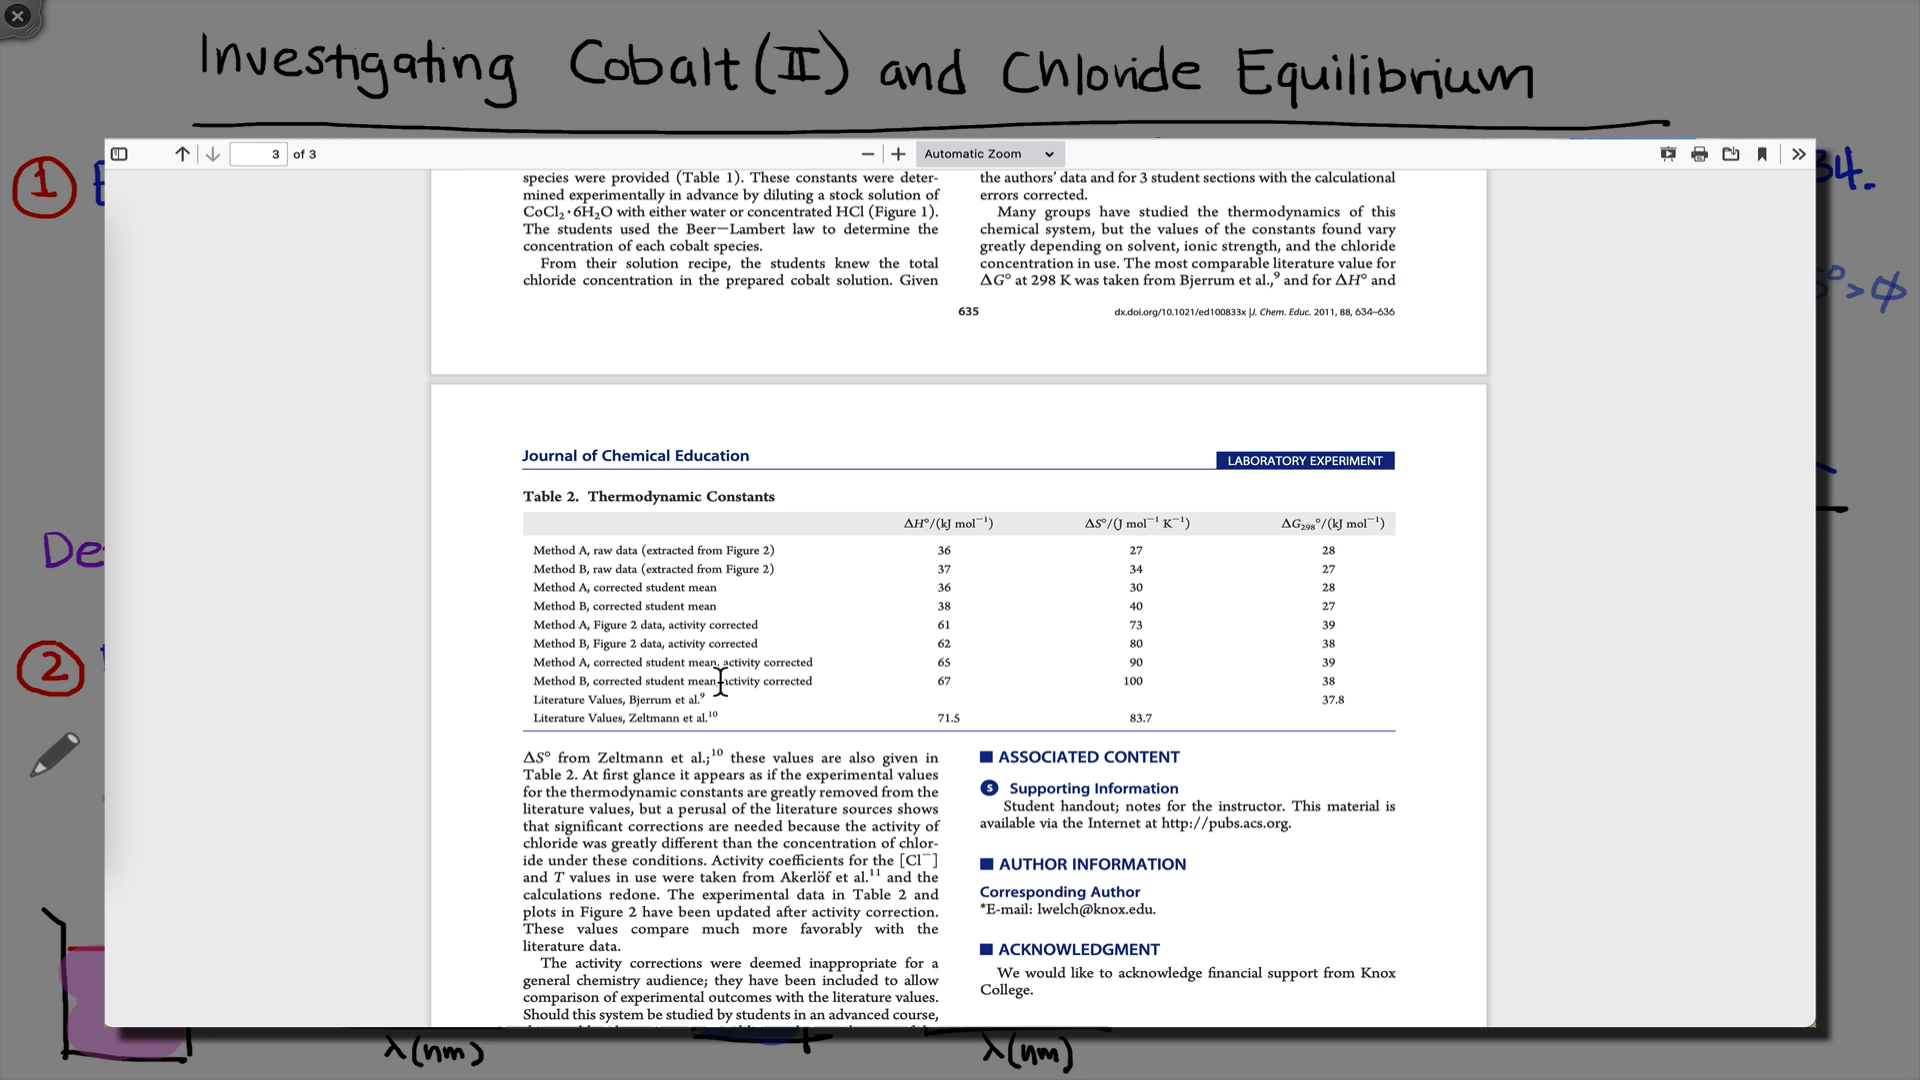 Investigating Cobalt(II) and Chloride Equilibrium
3 of 3
Automatic Zoom
1
34.
species were provided (Table 1). These constants were deter-
mined experimentally in advance by diluting a stock solution of
CoCl₂·6H₂O with either water or concentrated HCl (Figure 1).
The students used the Beer−Lambert law to determine the
concentration of each cobalt species.
From their solution recipe, the students knew the total
chloride concentration in the prepared cobalt solution. Given
the authors' data and for 3 student sections with the calculational
errors corrected.
Many groups have studied the thermodynamics of this
chemical system, but the values of the constants found vary
greatly depending on solvent, ionic strength, and the chloride
concentration in use. The most comparable literature value for
ΔG° at 298 K was taken from Bjerrum et al.,⁹ and for ΔH° and
635
dx.doi.org/10.1021/ed100833x |J. Chem. Educ. 2011, 88, 634–636
Journal of Chemical Education
LABORATORY EXPERIMENT
Table 2. Thermodynamic Constants
ΔH°/(kJ mol⁻¹) ΔS°/(J mol⁻¹ K⁻¹) ΔG₂₉₈°/(kJ mol⁻¹)
Method A, raw data (extracted from Figure 2) 36 27 28
Method B, raw data (extracted from Figure 2) 37 34 27
Method A, corrected student mean 36 30 28
Method B, corrected student mean 38 40 27
Method A, Figure 2 data, activity corrected 61 73 39
Method B, Figure 2 data, activity corrected 62 80 38
Method A, corrected student mean, activity corrected 65 90 39
Method B, corrected student mean, activity corrected 67 100 38
Literature Values, Bjerrum et al.⁹ 37.8
Literature Values, Zeltmann et al.¹⁰ 71.5 83.7
De
2
ΔS° from Zeltmann et al.;¹⁰ these values are also given in
Table 2. At first glance it appears as if the experimental values
for the thermodynamic constants are greatly removed from the
literature values, but a perusal of the literature sources shows
that significant corrections are needed because the activity of
chloride was greatly different than the concentration of chlor-
ide under these conditions. Activity coefficients for the [Cl⁻]
and T values in use were taken from Akerlöf et al.¹¹ and the
calculations redone. The experimental data in Table 2 and
plots in Figure 2 have been updated after activity correction.
These values compare much more favorably with the
literature data.
The activity corrections were deemed inappropriate for a
general chemistry audience; they have been included to allow
comparison of experimental outcomes with the literature values.
Should this system be studied by students in an advanced course,
ASSOCIATED CONTENT
S Supporting Information
Student handout; notes for the instructor. This material is
available via the Internet at http://pubs.acs.org.
AUTHOR INFORMATION
Corresponding Author
*E-mail: lwelch@knox.edu.
ACKNOWLEDGMENT
We would like to acknowledge financial support from Knox
College.
λ(nm)
λ(nm)